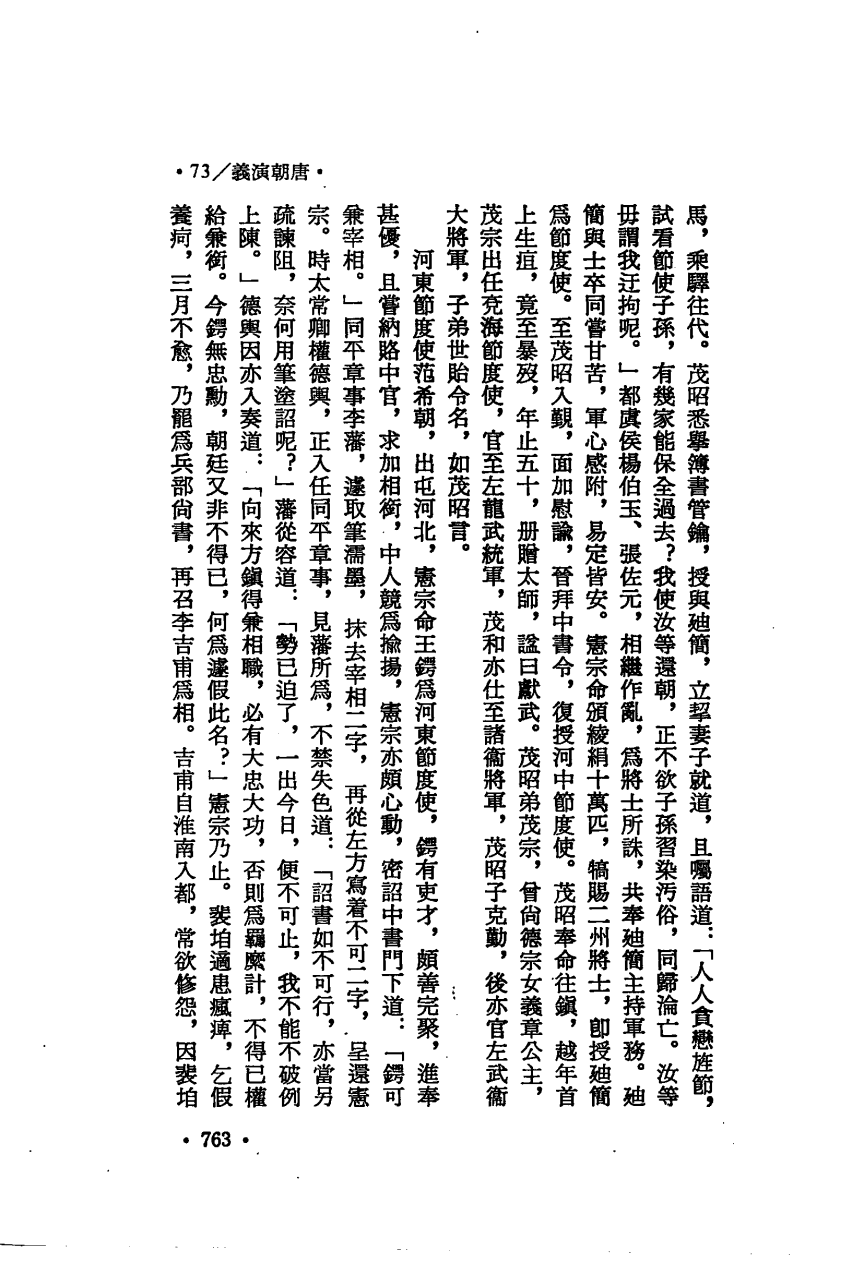 •唐朝演義/73•
馬，乘驛往代。茂昭悉舉簿書管鑰，授與廸簡，立挈妻子就道，且囑語道：「人人貪戀旌節，
試看節使子孫，有幾家能保全過去？我使汝等還朝，正不欲子孫習染污俗，同歸淪亡。汝等
毋謂我迂拘呢。」都虞侯楊伯玉、張佐元，相繼作亂，爲將士所誅，共奉廸簡主持軍務。廸
簡與士卒同嘗甘苦，軍心感附，易定皆安。憲宗命頒綾絹十萬匹，犒賜二州將士，卽授廸簡
爲節度使。至茂昭入覲，面加慰諭，晉拜中書令，復授河中節度使。茂昭奉命往鎭，越年首
上生疽，竟至暴歿，年止五十，册贈太師，諡曰獻武。茂昭弟茂宗，曾尙德宗女義章公主，
茂宗出任兗海節度使，官至左龍武統軍，茂和亦仕至諸衞將軍，茂昭子克勤，後亦官左武衞
大將軍，子弟世貽令名，如茂昭言。
河東節度使范希朝，出屯河北，憲宗命王鍔爲河東節度使，鍔有吏才，頗善完聚，進奉
甚優，且嘗納賂中官，求加相銜，中人競爲揄揚，憲宗亦頗心動，密詔中書門下道：「鍔可
兼宰相。」同平章事李藩，遽取筆濡墨，抹去宰相二字，再從左方寫着不可二字，呈還憲
宗。時太常卿權德輿，正入任同平章事，見藩所爲，不禁失色道：「詔書如不可行，亦當另
疏諫阻，奈何用筆塗詔呢？」藩從容道：「勢已迫了，一出今日，便不可止，我不能不破例
上陳。」德輿因亦入奏道：「向來方鎭得兼相職，必有大忠大功，否則爲羈縻計，不得已權
給兼銜。今鍔無忠勳，朝廷又非不得已，何爲遽假此名？」憲宗乃止。裴垍適患瘋痺，乞假
養疴，三月不愈，乃罷爲兵部尙書，再召李吉甫爲相。吉甫自淮南入都，常欲修怨，因裴垍
•763•